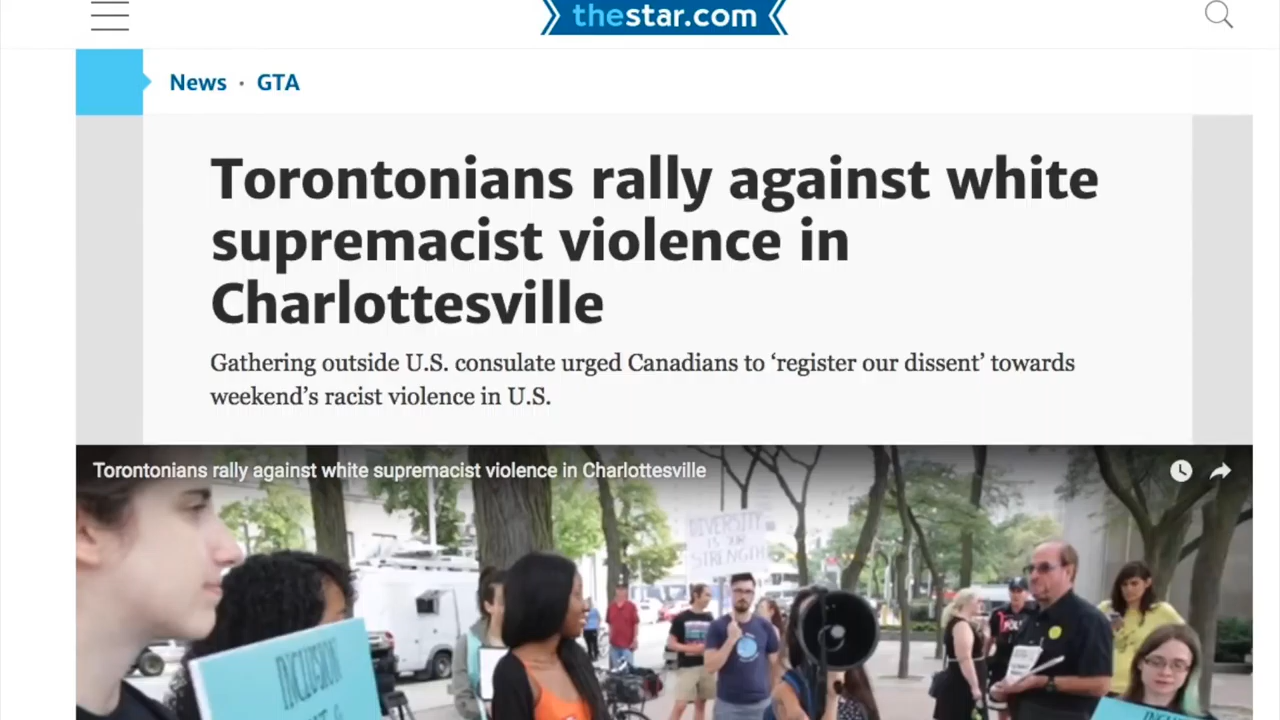 thestar.com
News · GTA
Torontonians rally against white
supremacist violence in
Charlottesville
Gathering outside U.S. consulate urged Canadians to ‘register our dissent’ towards
weekend’s racist violence in U.S.
Torontonians rally against white supremacist violence in Charlottesville
DIVERSITY
IS OUR
STRENGTH
INCLUSION